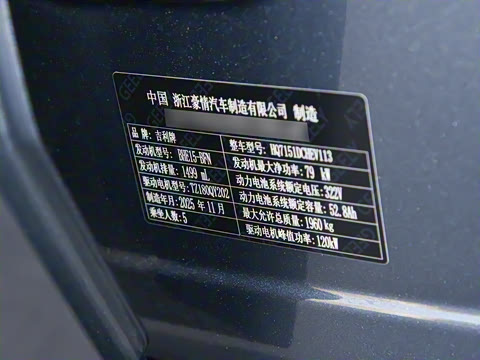 中国 浙江豪情汽车制造有限公司 制造
品牌: 吉利牌
整车型号: HQ7151DCHEV113
发动机型号: BHE15-BFN
发动机最大净功率: 79 kW
发动机排量: 1499 mL
动力电池系统额定电压: 322V
驱动电机型号: TZ180QY202
动力电池系统额定容量: 52.8Ah
制造年月: 2025 年 11 月
最大允许总质量: 1960 kg
乘坐人数: 5
驱动电机峰值功率: 120kW